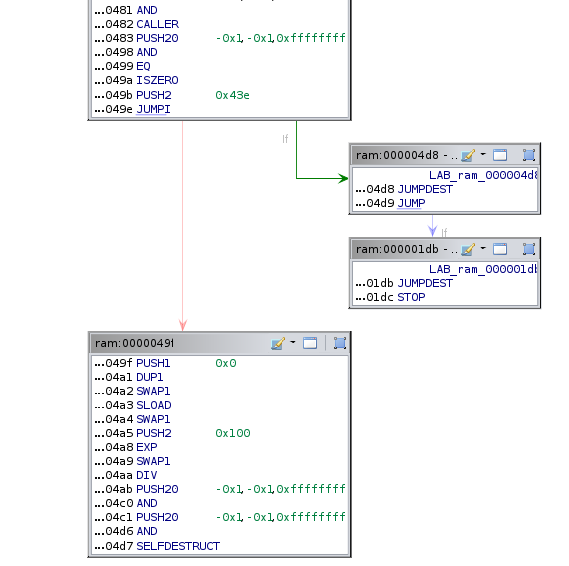 ...0481 AND
...0482 CALLER
...0483 PUSH20 -0x1,-0x1,0xffffffff
...0498 AND
...0499 EQ
...049a ISZERO
...049b PUSH2 0x43e
...049e JUMPI
If
ram:000004d8 - ..
LAB_ram_000004d8
...04d8 JUMPDEST
...04d9 JUMP
If
ram:000001db - ..
LAB_ram_000001db
...01db JUMPDEST
...01dc STOP
ram:0000049f
...049f PUSH1 0x0
...04a1 DUP1
...04a2 SWAP1
...04a3 SLOAD
...04a4 SWAP1
...04a5 PUSH2 0x100
...04a8 EXP
...04a9 SWAP1
...04aa DIV
...04ab PUSH20 -0x1,-0x1,0xffffffff
...04c0 AND
...04c1 PUSH20 -0x1,-0x1,0xffffffff
...04d6 AND
...04d7 SELFDESTRUCT